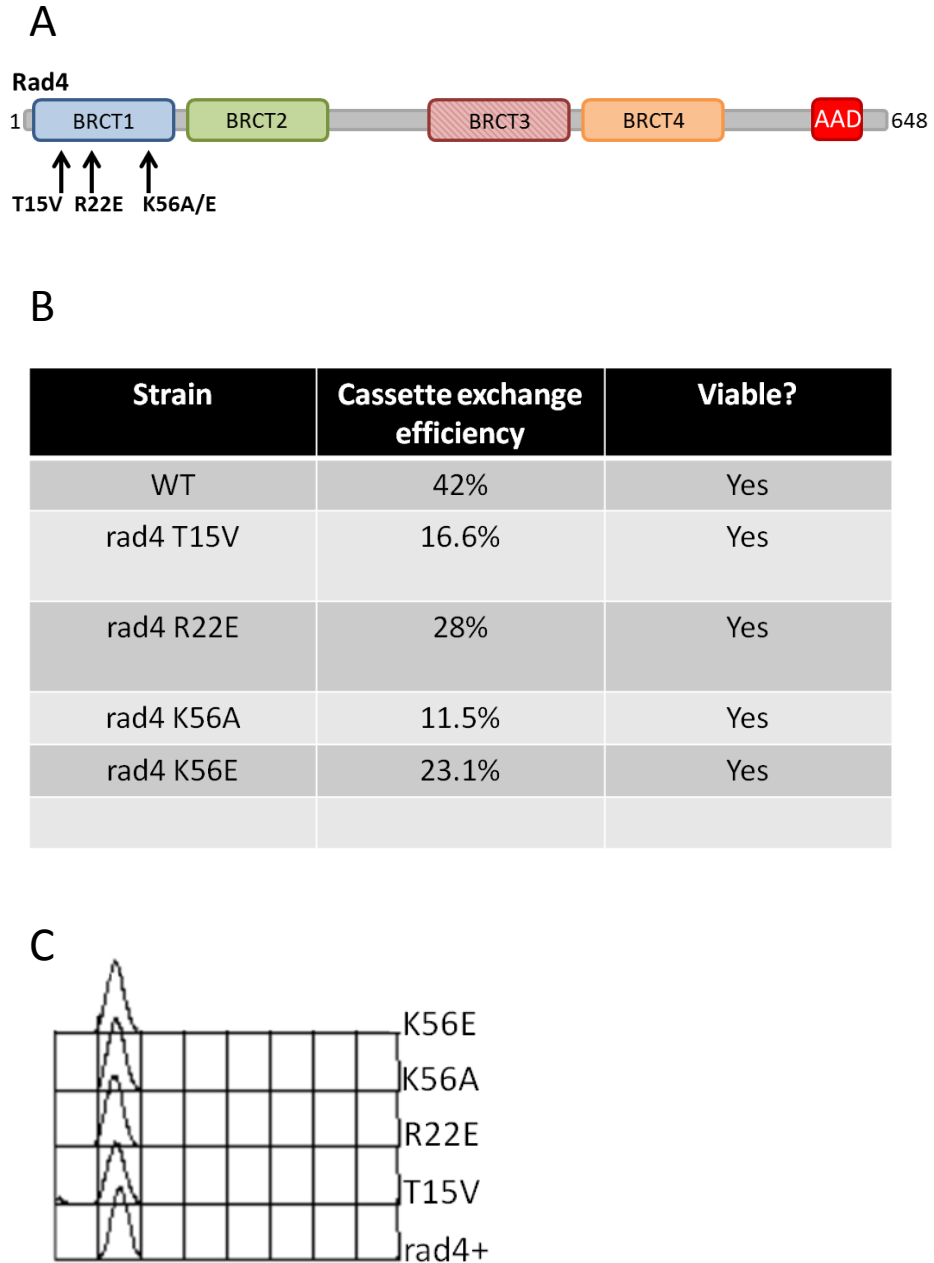 A
Rad4
1 BRCT1 BRCT2 BRCT3 BRCT4 AAD 648
T15V R22E K56A/E
B
Strain Cassette exchange efficiency Viable?
WT 42% Yes
rad4 T15V 16.6% Yes
rad4 R22E 28% Yes
rad4 K56A 11.5% Yes
rad4 K56E 23.1% Yes
C
K56E
K56A
R22E
T15V
rad4+